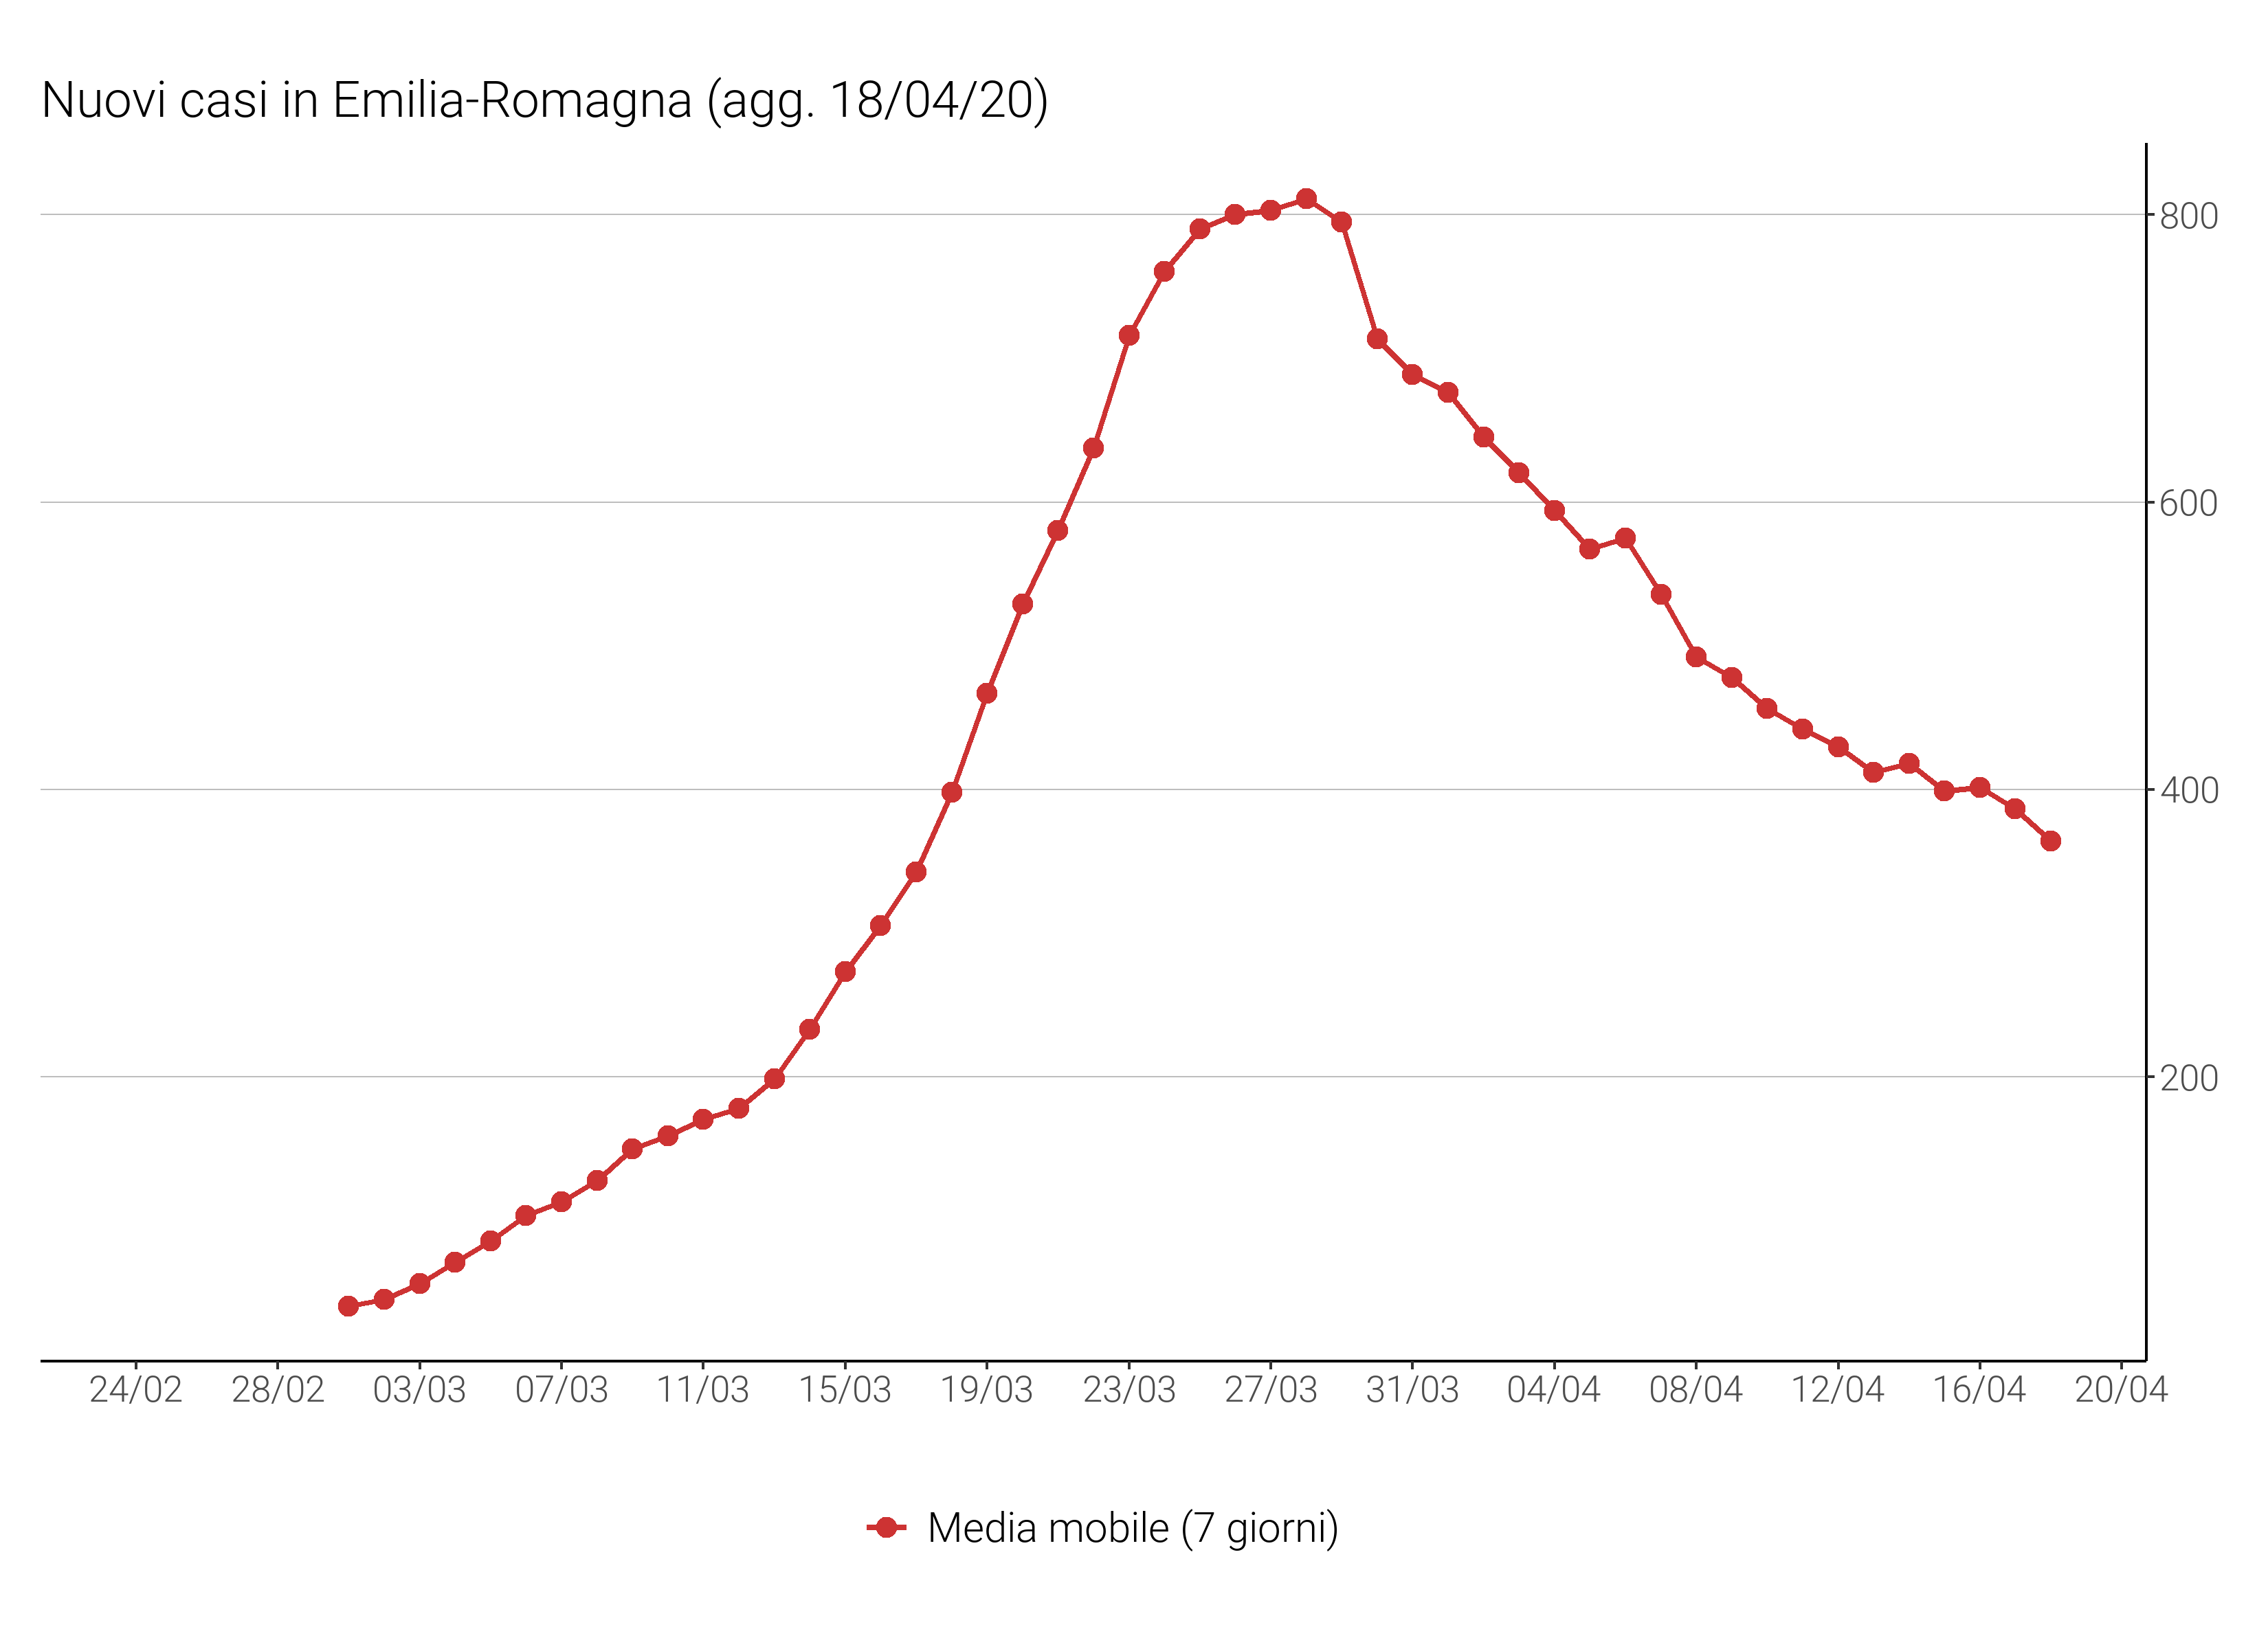 Nuovi casi in Emilia-Romagna (agg. 18/04/20)
800
600
400
200
24/02 28/02 03/03 07/03 11/03 15/03 19/03 23/03 27/03 31/03 04/04 08/04 12/04 16/04 20/04
Media mobile (7 giorni)